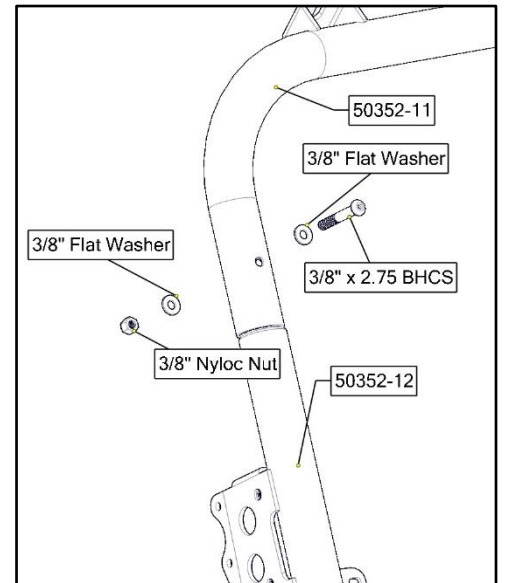 50352-11
3/8" Flat Washer
3/8" Flat Washer
3/8" x 2.75 BHCS
3/8" Nyloc Nut
50352-12